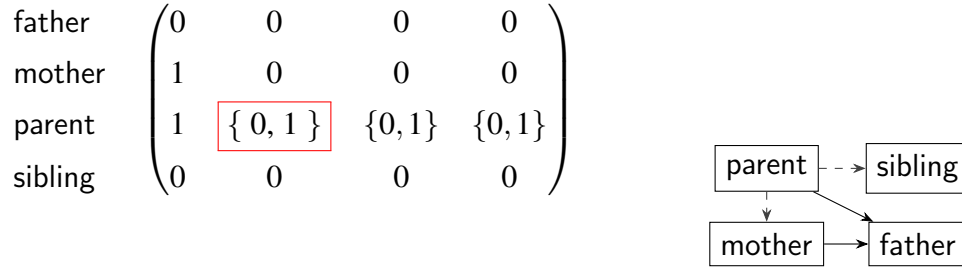 father 0 0 0 0
mother 1 0 0 0
parent 1 { 0, 1 } {0,1} {0,1}
sibling 0 0 0 0
parent sibling
mother father